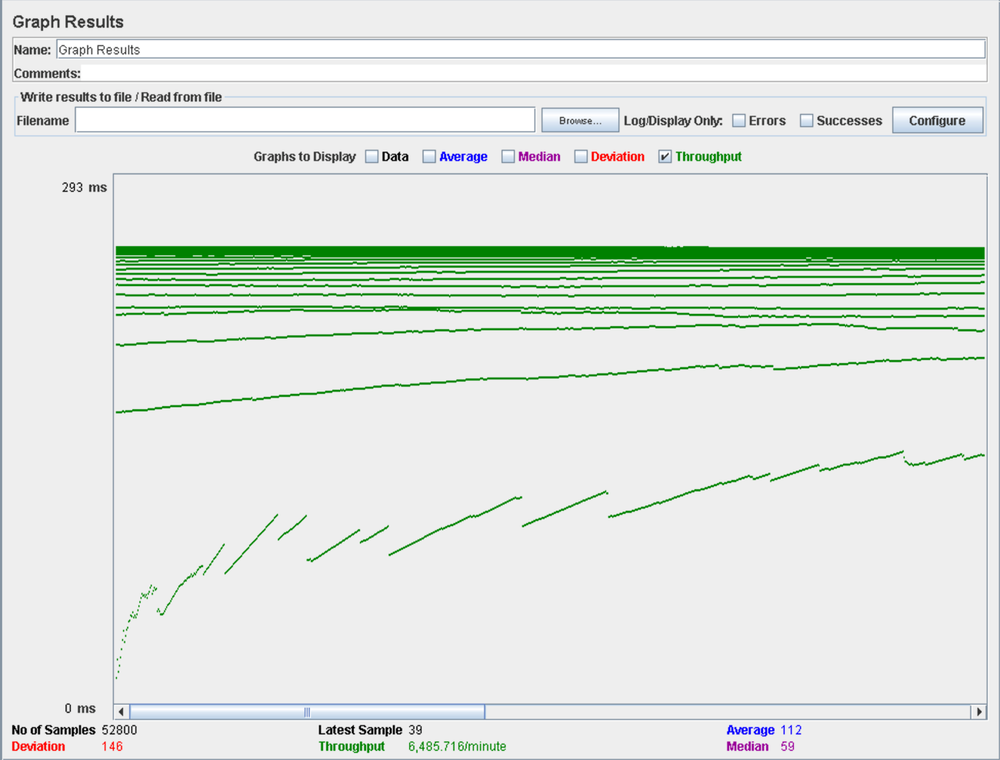 Graph Results
Name: Graph Results
Comments:
Write results to file / Read from file
Filename Browse... Log/Display Only: Errors Successes Configure
Graphs to Display Data Average Median Deviation Throughput
293 ms
0 ms
No of Samples 52800 Latest Sample 39 Average 112
Deviation 146 Throughput 6,485.716/minute Median 59